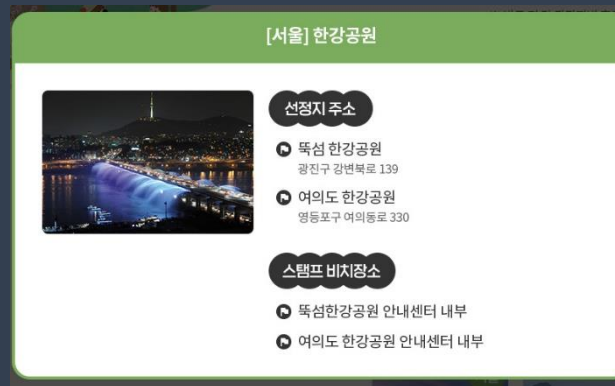 [서울] 한강공원
선정지 주소
뚝섬 한강공원
광진구 강변북로 139
여의도 한강공원
영등포구 여의동로 330
스탬프 비치장소
뚝섬한강공원 안내센터 내부
여의도 한강공원 안내센터 내부